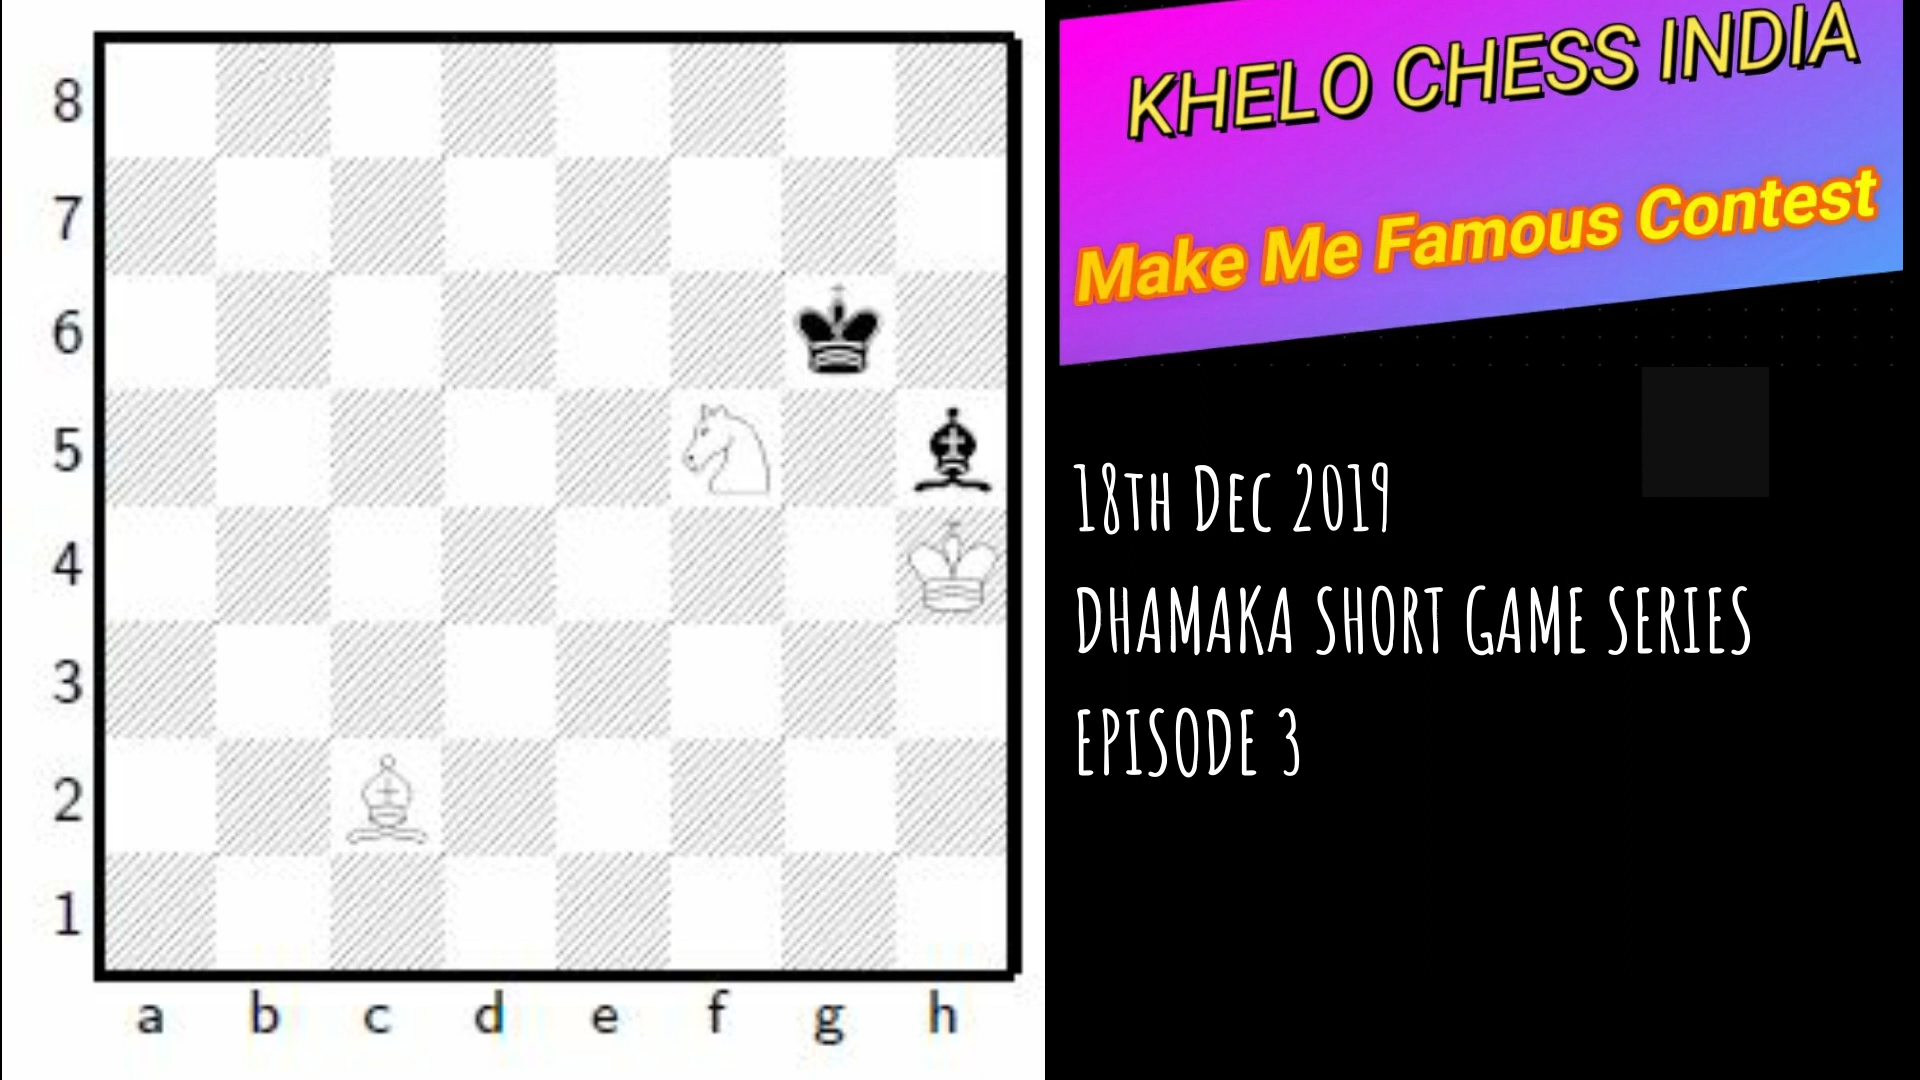 8
7
6
5
4
3
2
1
a b c d e f g h
KHELO CHESS INDIA
Make Me Famous Contest
18TH DEC 2019
DHAMAKA SHORT GAME SERIES
EPISODE 3